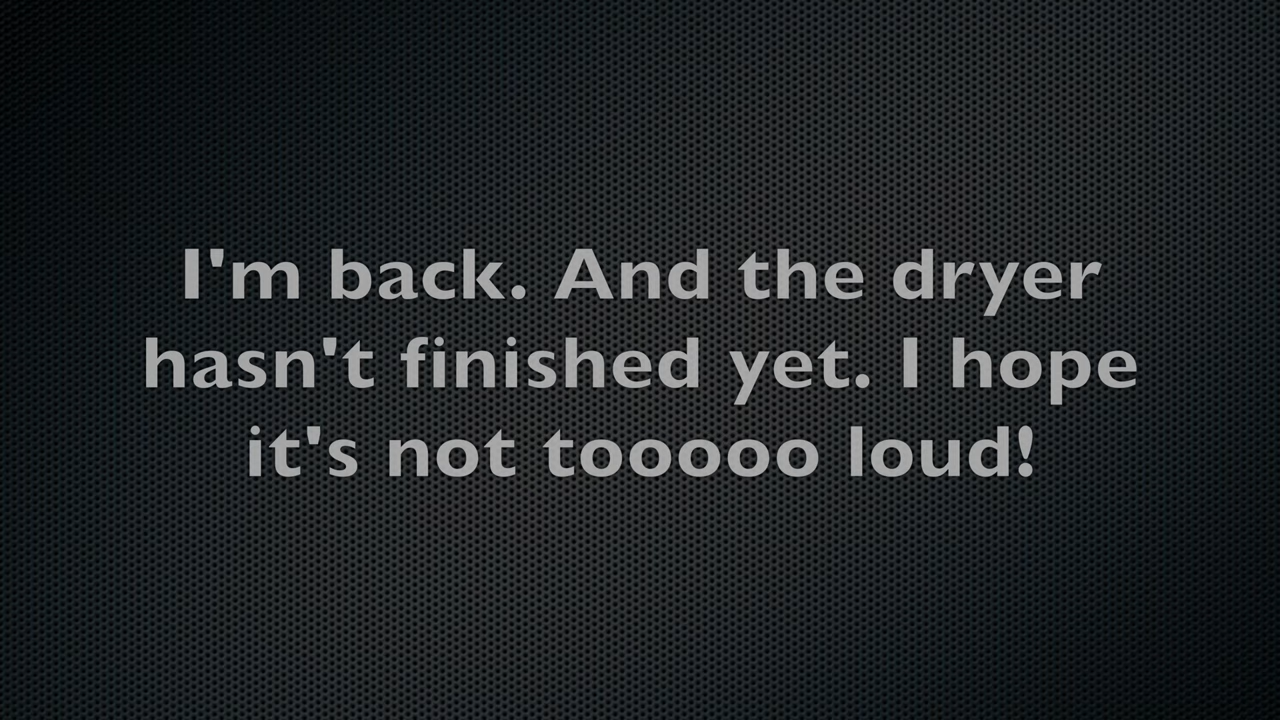 I'm back. And the dryer
hasn't finished yet. I hope
it's not tooooo loud!